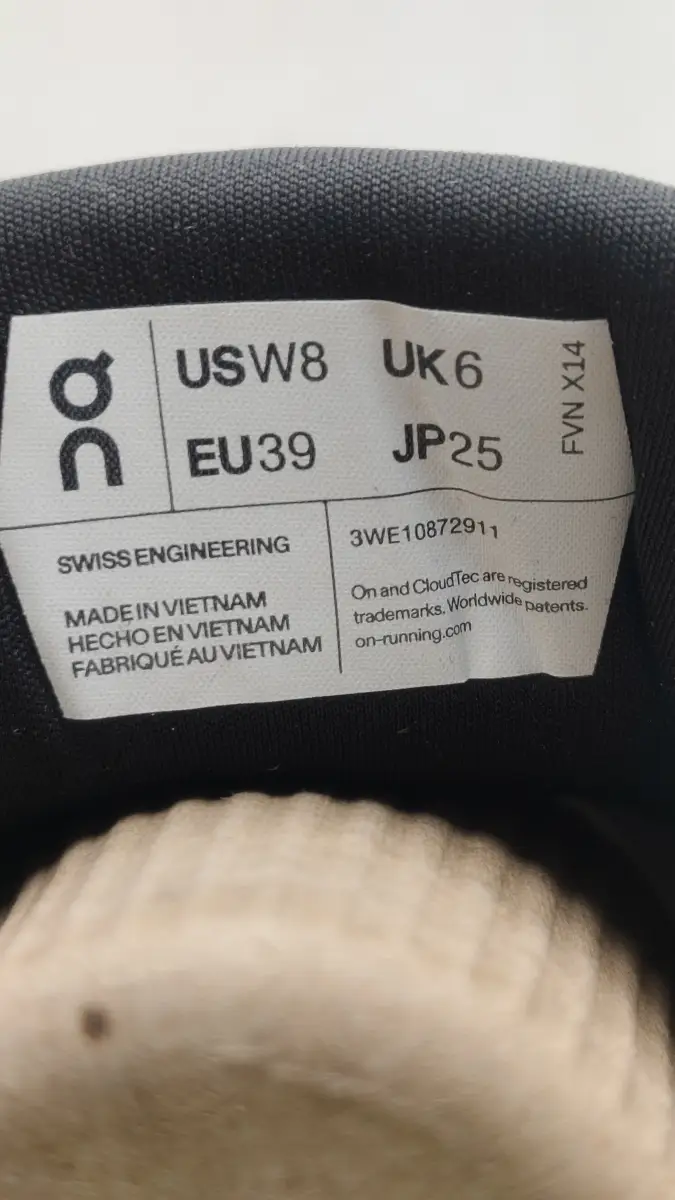 on
USW8 UK6
EU39 JP25
FVN X14
SWISS ENGINEERING
MADE IN VIETNAM
HECHO EN VIETNAM
FABRIQUÉ AU VIETNAM
3WE10872911
On and CloudTec are registered
trademarks. Worldwide patents.
on-running.com